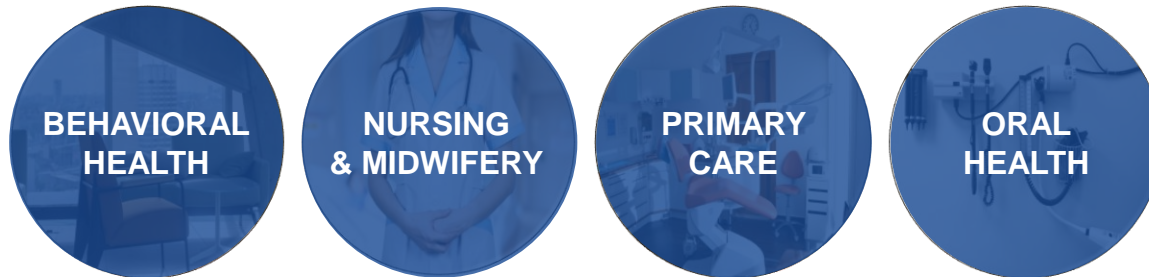 BEHAVIORAL
HEALTH
NURSING
& MIDWIFERY
PRIMARY
CARE
ORAL
HEALTH